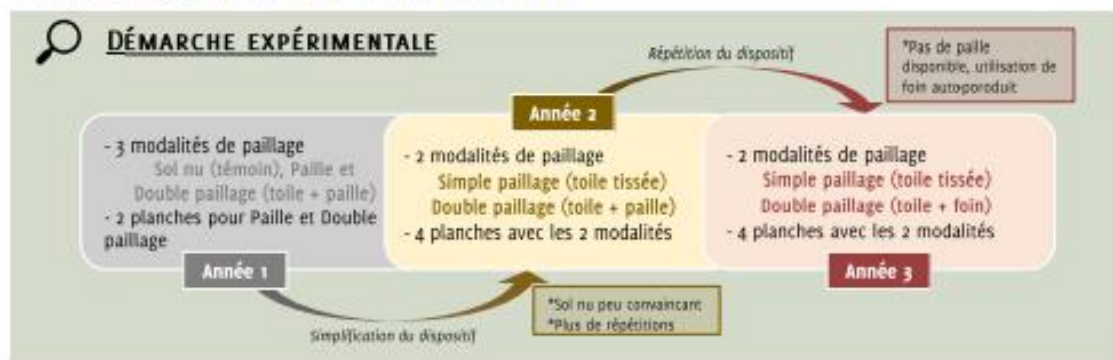 DÉMARCHE EXPÉRIMENTALE
Répétition du dispositif
*Pas de paille
disponible, utilisation de
foin auto-poroduit
Année 2
- 3 modalités de paillage
Sol nu (témoin), Paille et
Double paillage (toile + paille)
- 2 planches pour Paille et Double
paillage
Année 1
- 2 modalités de paillage
Simple paillage (toile tissée)
Double paillage (toile + paille)
- 4 planches avec les 2 modalités
- 2 modalités de paillage
Simple paillage (toile tissée)
Double paillage (toile + foin)
- 4 planches avec les 2 modalités
Année 3
Simplification du dispositif
*Sol nu peu convaincant
*Plus de répétitions